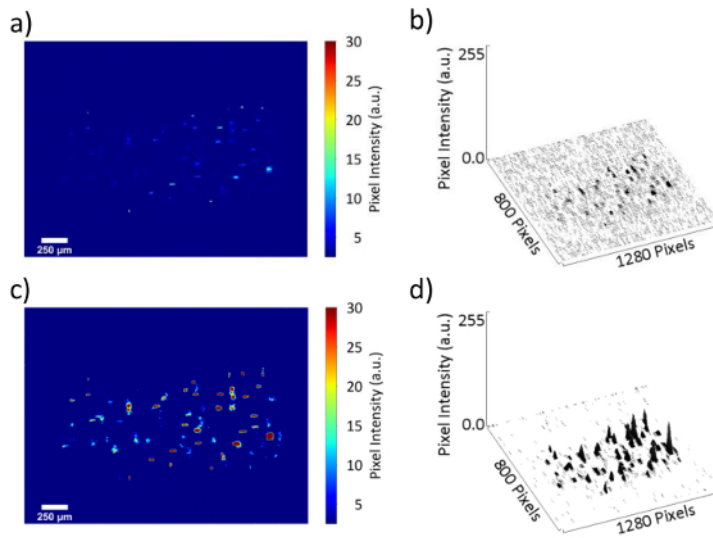 a)
30
25
20
15
10
5
Pixel Intensity (a.u.)
250 µm
b)
255
0.0
Pixel Intensity (a.u.)
800 Pixels
1280 Pixels
c)
30
25
20
15
10
5
Pixel Intensity (a.u.)
250 µm
d)
255
0.0
Pixel Intensity (a.u.)
800 Pixels
1280 Pixels